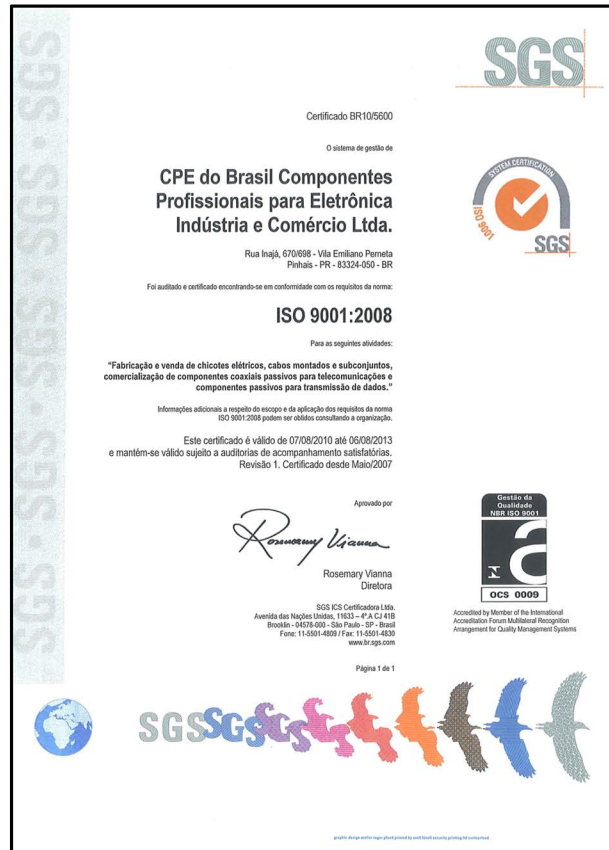 SGS · SGS · SGS · SGS · SGS
SGS
Certificado BR10/5600
O sistema de gestão de
CPE do Brasil Componentes
Profissionais para Eletrônica
Indústria e Comércio Ltda.
SYSTEM CERTIFICATION
ISO 9001
SGS
Rua Inajá, 670/698 - Vila Emiliano Perneta
Pinhais - PR - 83324-050 - BR
Foi auditado e certificado encontrando-se em conformidade com os requisitos da norma:
ISO 9001:2008
Para as seguintes atividades:
"Fabricação e venda de chicotes elétricos, cabos montados e subconjuntos,
comercialização de componentes coaxiais passivos para telecomunicações e
componentes passivos para transmissão de dados."
Informações adicionais a respeito do escopo e da aplicação dos requisitos da norma
ISO 9001:2008 podem ser obtidos consultando a organização.
Este certificado é válido de 07/08/2010 até 06/08/2013
e mantém-se válido sujeito a auditorias de acompanhamento satisfatórias.
Revisão 1. Certificado desde Maio/2007
Aprovado por
Rosemary Vianna
Rosemary Vianna
Diretora
SGS ICS Certificadora Ltda.
Avenida das Nações Unidas, 11633 – 4º.A CJ 41B
Brooklin - 04578-000 - São Paulo - SP - Brasil
Fone: 11-5501-4809 / Fax: 11-5501-4830
www.br.sgs.com
Página 1 de 1
Gestão da
Qualidade
NBR ISO 9001
OCS 0009
Accredited by Member of the International
Accreditation Forum Multilateral Recognition
Arrangement for Quality Management Systems
SGSSGSSGS